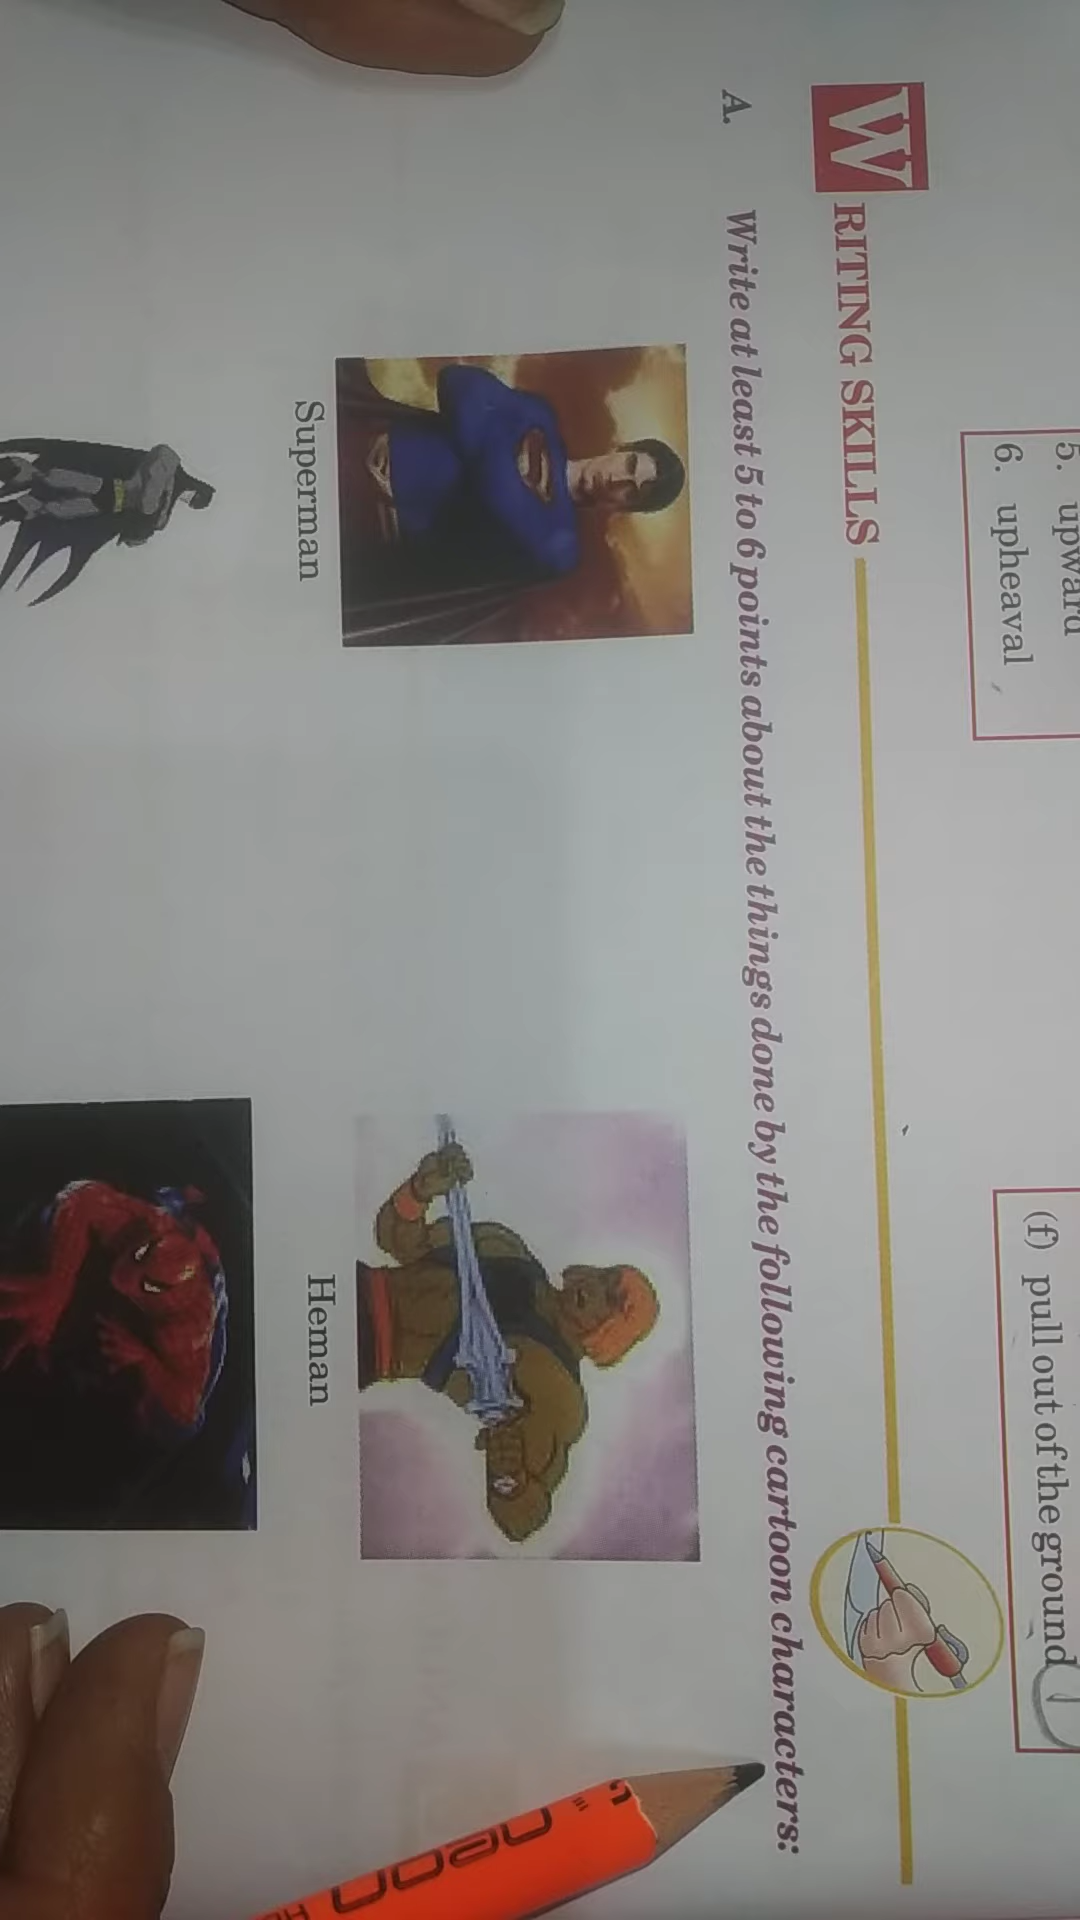 5. upward
6. upheaval
(f) pull out of the ground
WRITING SKILLS
A. Write at least 5 to 6 points about the things done by the following cartoon characters:
Superman
Heman
neon